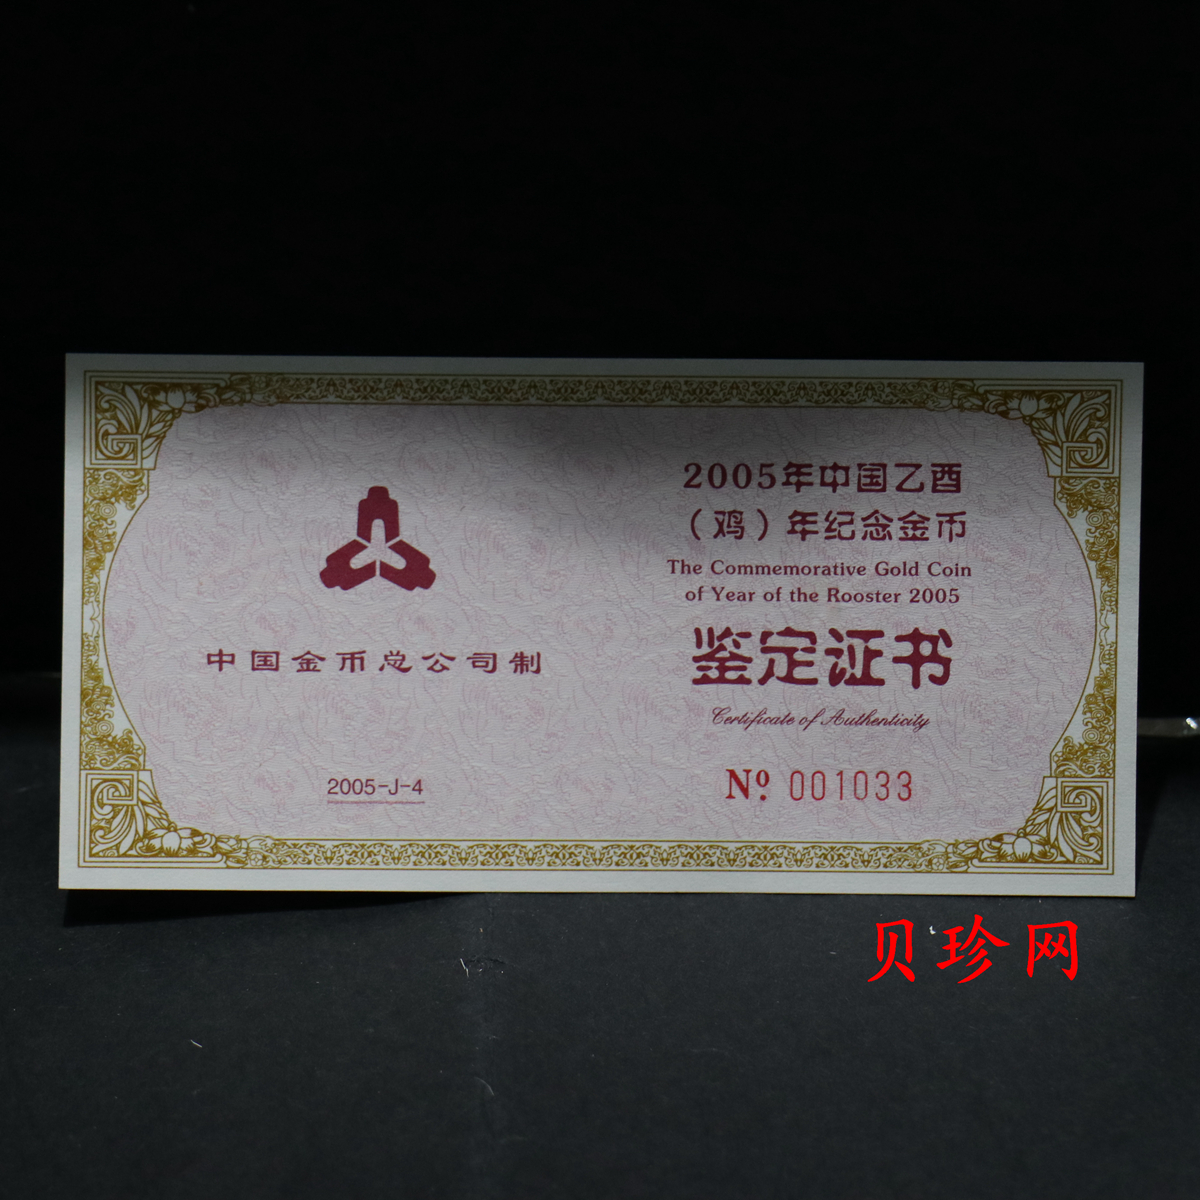 中国金币总公司制
2005-J-4
2005年中国乙酉
（鸡）年纪念金币
The Commemorative Gold Coin
of Year of the Rooster 2005
鉴定证书
Certificate of Authenticity
Nº 001033
贝珍网